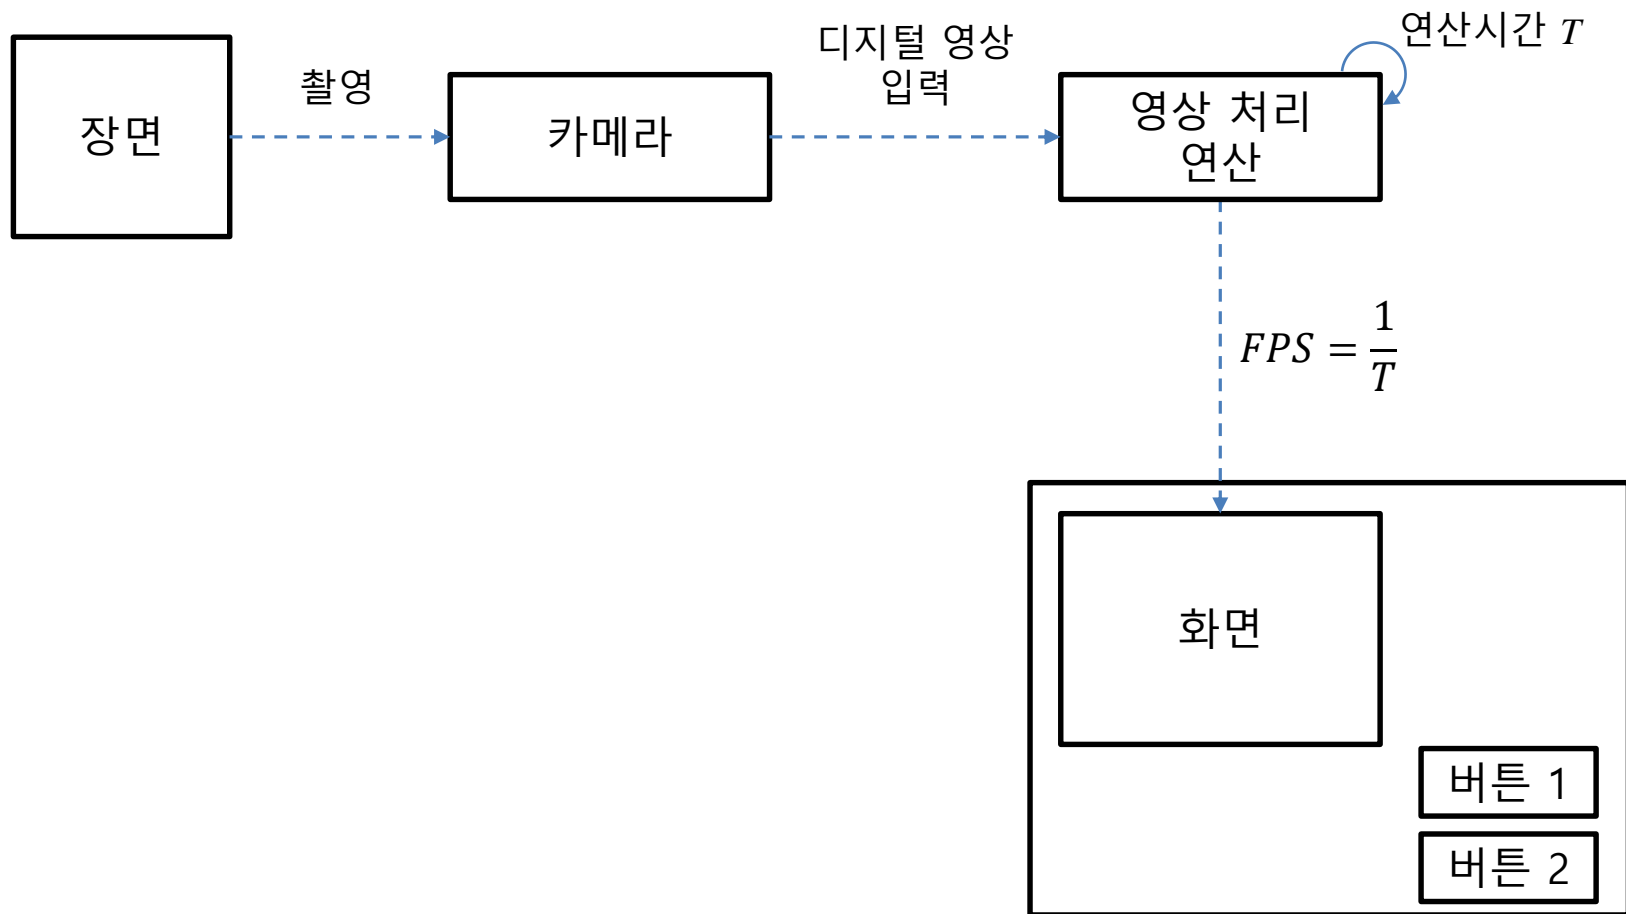 장면
촬영
카메라
디지털 영상
입력
영상 처리
연산
연산시간 T
FPS = 1/T
화면
버튼 1
버튼 2